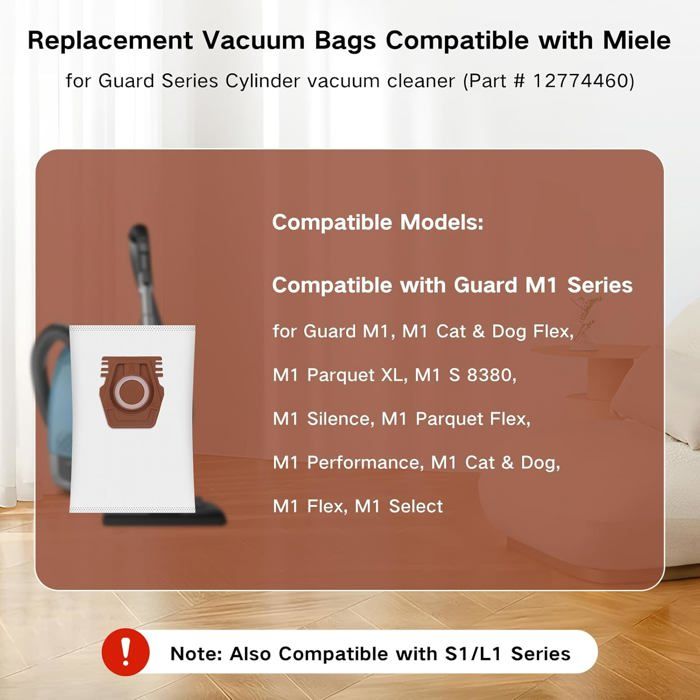 Replacement Vacuum Bags Compatible with Miele
for Guard Series Cylinder vacuum cleaner (Part # 12774460)
Compatible Models:
Compatible with Guard M1 Series
for Guard M1, M1 Cat & Dog Flex,
M1 Parquet XL, M1 S 8380,
M1 Silence, M1 Parquet Flex,
M1 Performance, M1 Cat & Dog,
M1 Flex, M1 Select
! Note: Also Compatible with S1/L1 Series